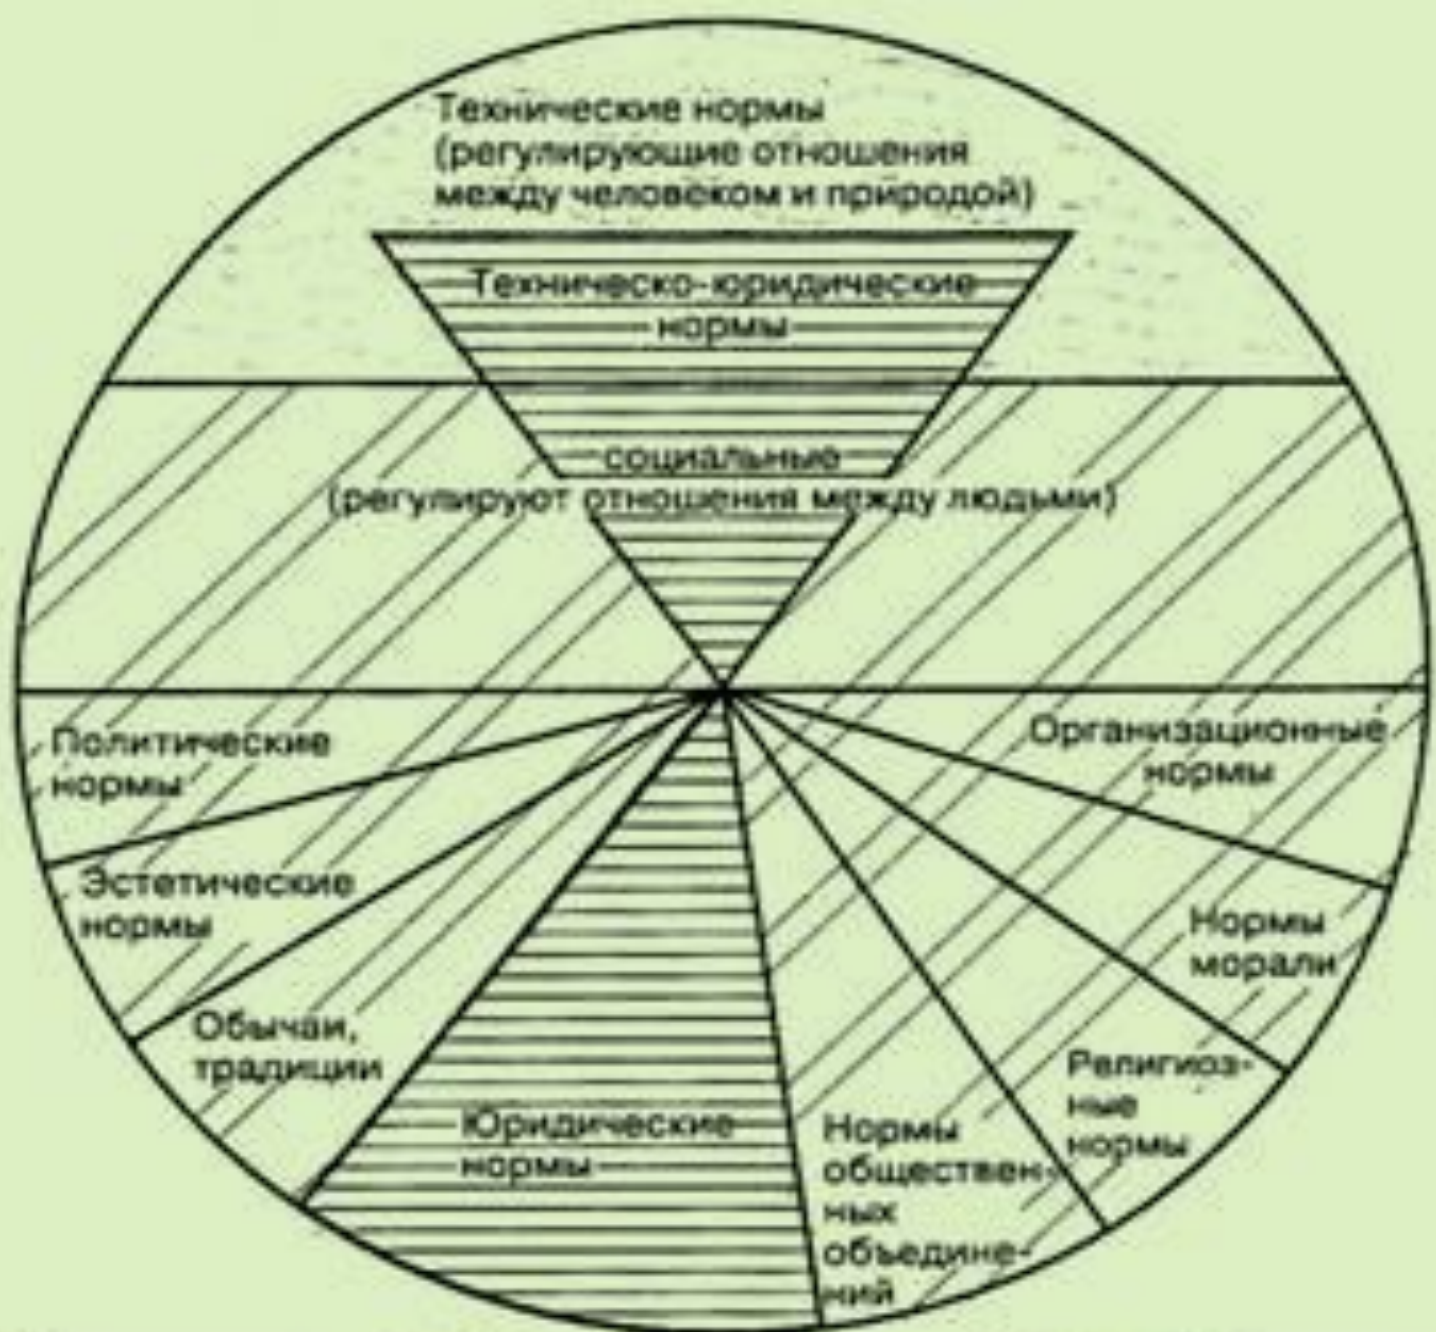 Технические нормы
(регулирующие отношения
между человеком и природой)
Техническо-юридические
нормы
социальные
(регулируют отношения между людьми)
Политические
нормы
Эстетические
нормы
Обычаи,
традиции
Юридические
нормы
Нормы
обществен-
ных
объедине-
ний
Религиоз-
ные
нормы
Нормы
морали
Организационные
нормы